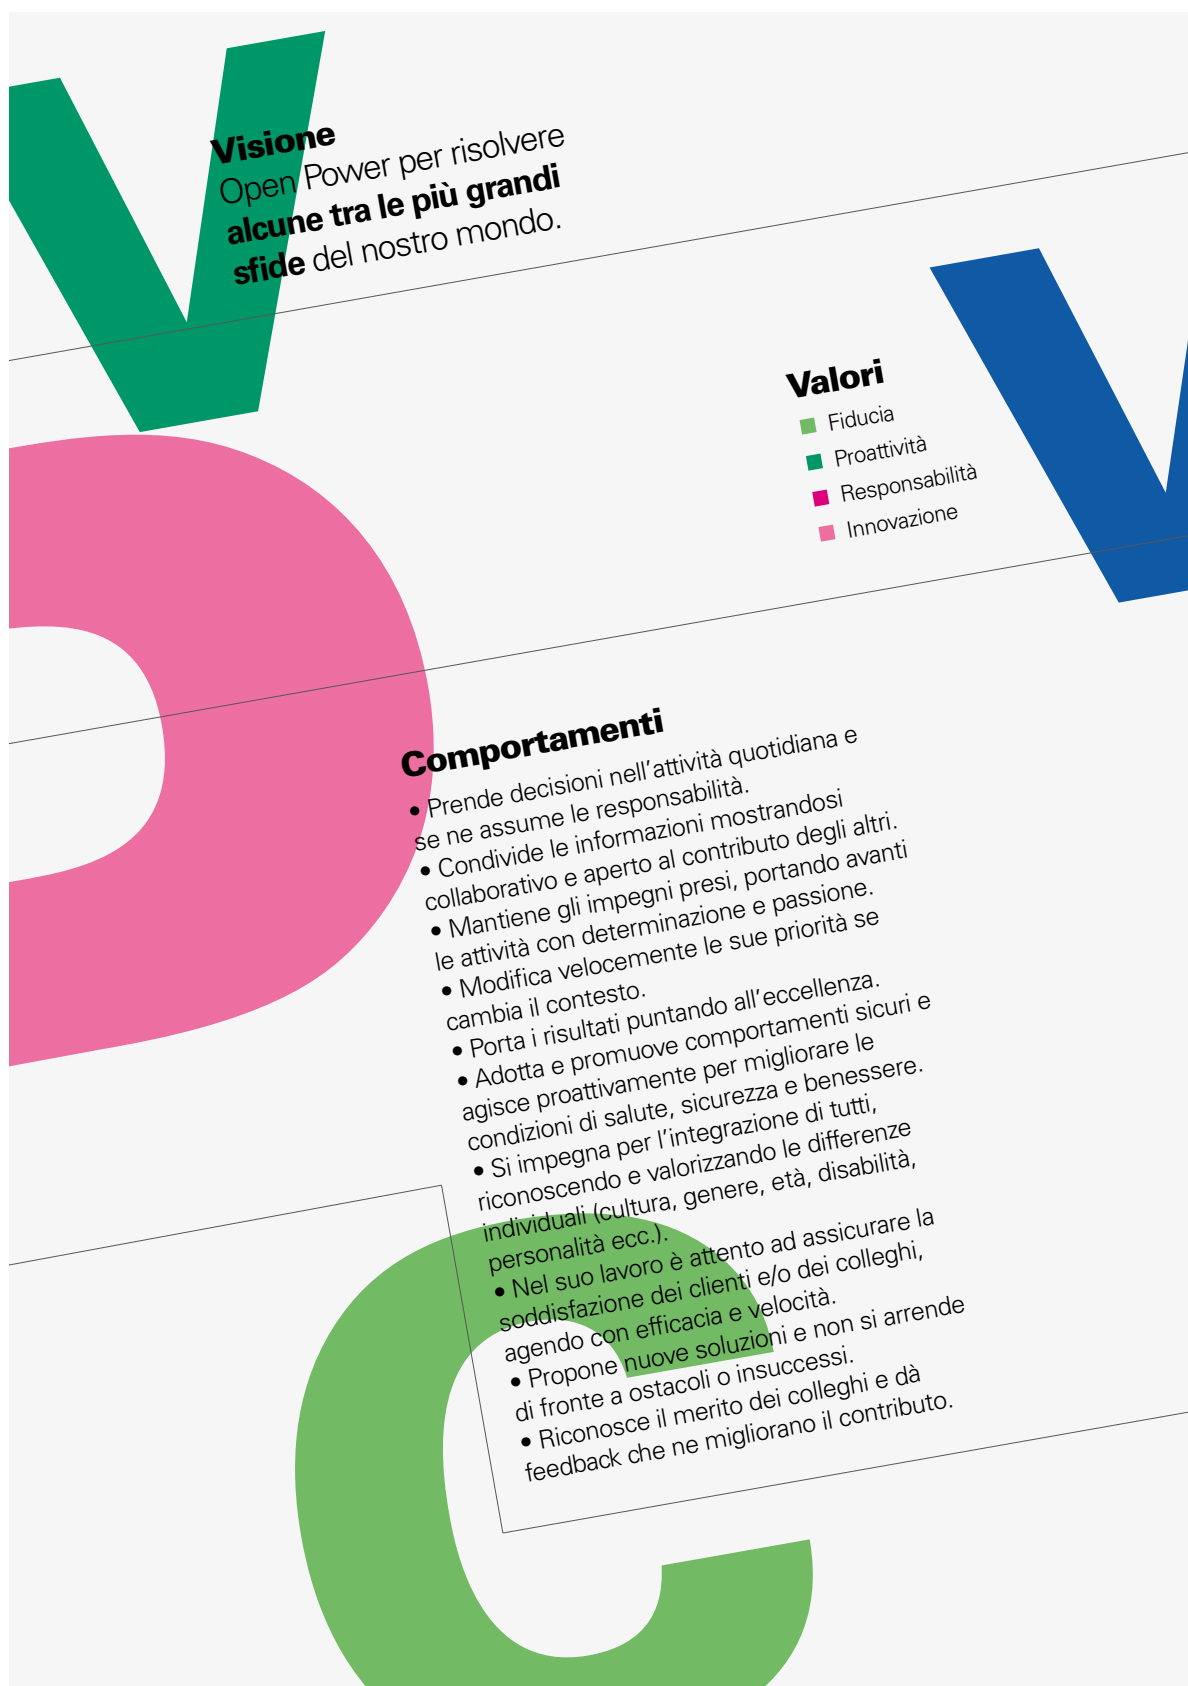 Visione
Open Power per risolvere
alcune tra le più grandi
sfide del nostro mondo.
Valori
Fiducia
Proattività
Responsabilità
Innovazione
Comportamenti
• Prende decisioni nell'attività quotidiana e
se ne assume le responsabilità.
• Condivide le informazioni mostrandosi
collaborativo e aperto al contributo degli altri.
• Mantiene gli impegni presi, portando avanti
le attività con determinazione e passione.
• Modifica velocemente le sue priorità se
cambia il contesto.
• Porta i risultati puntando all'eccellenza.
• Adotta e promuove comportamenti sicuri e
agisce proattivamente per migliorare le
condizioni di salute, sicurezza e benessere.
• Si impegna per l'integrazione di tutti,
riconoscendo e valorizzando le differenze
individuali (cultura, genere, età, disabilità,
personalità ecc.).
• Nel suo lavoro è attento ad assicurare la
soddisfazione dei clienti e/o dei colleghi,
agendo con efficacia e velocità.
• Propone nuove soluzioni e non si arrende
di fronte a ostacoli o insuccessi.
• Riconosce il merito dei colleghi e dà
feedback che ne migliorano il contributo.